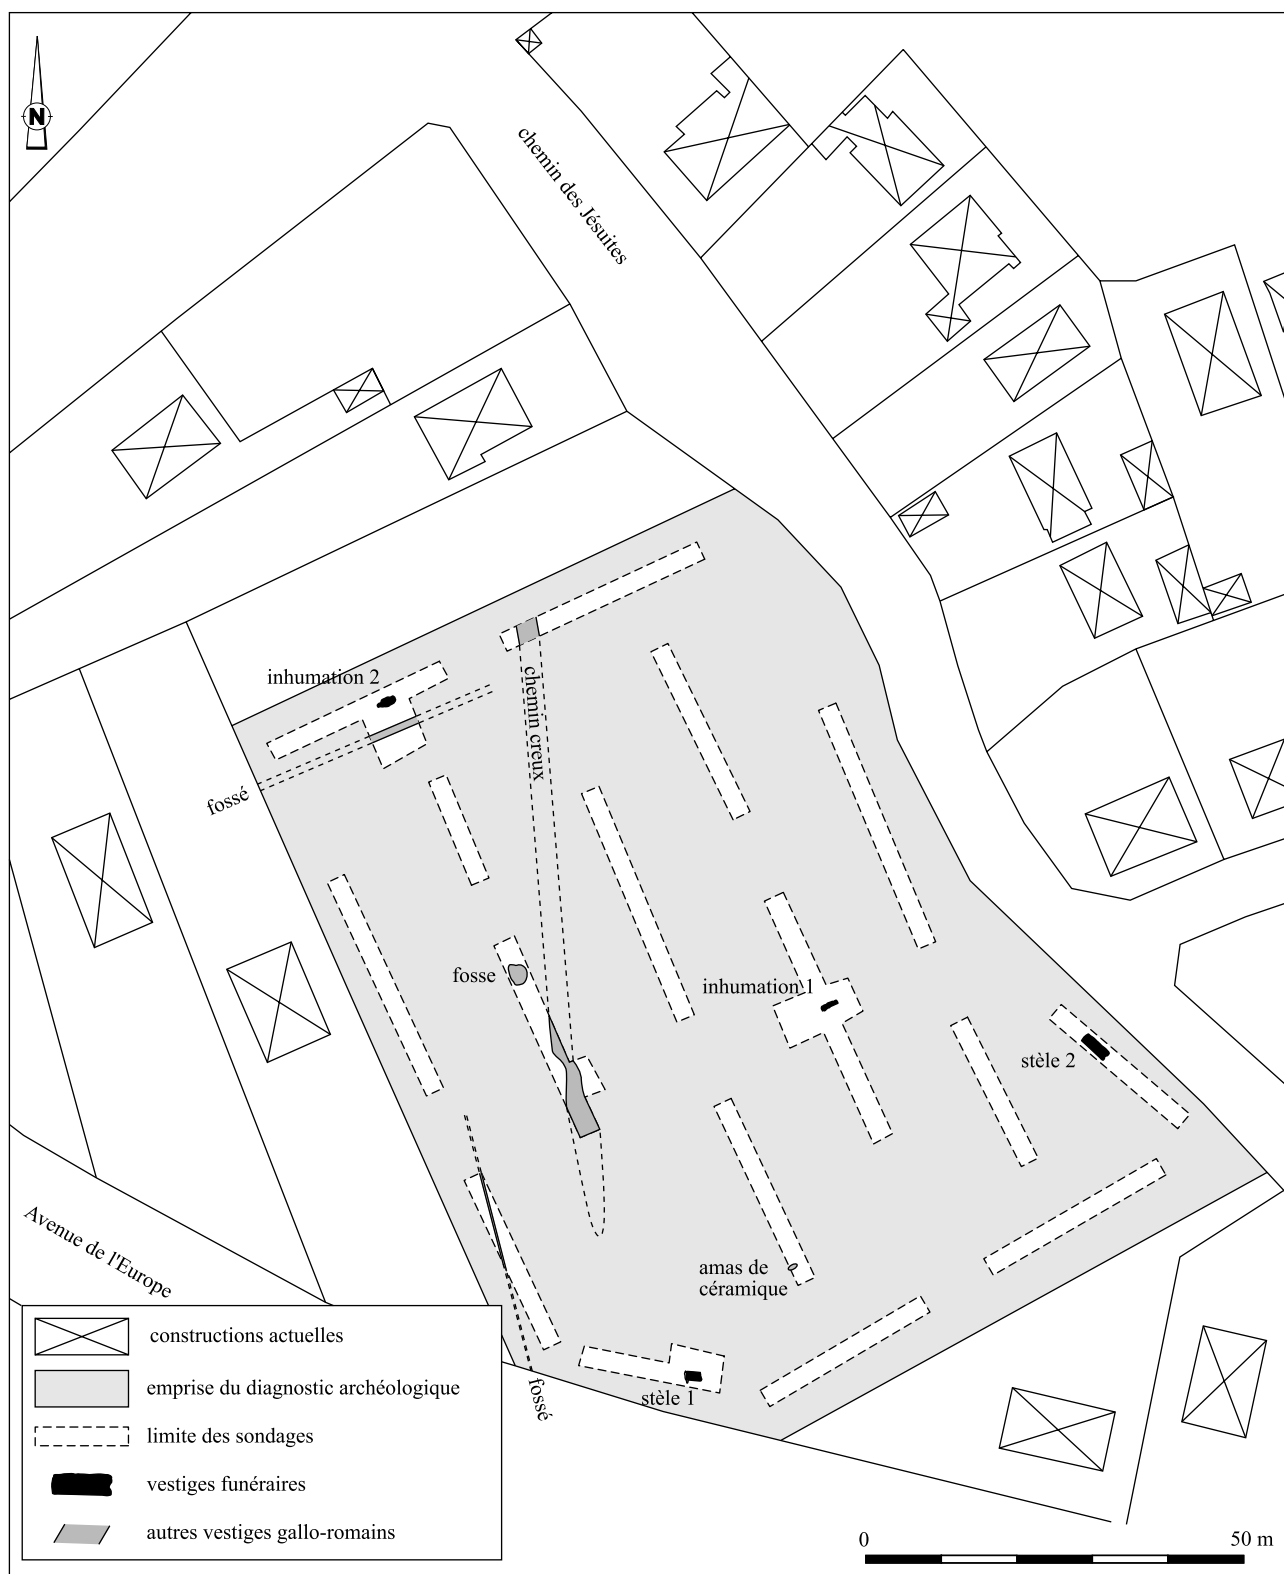 N
chemin des Jésuites
inhumation 2
chemin creux
fossé
fosse
inhumation 1
stèle 2
Avenue de l'Europe
amas de
céramique
stèle 1
fossé
constructions actuelles
emprise du diagnostic archéologique
limite des sondages
vestiges funéraires
autres vestiges gallo-romains
0
50 m